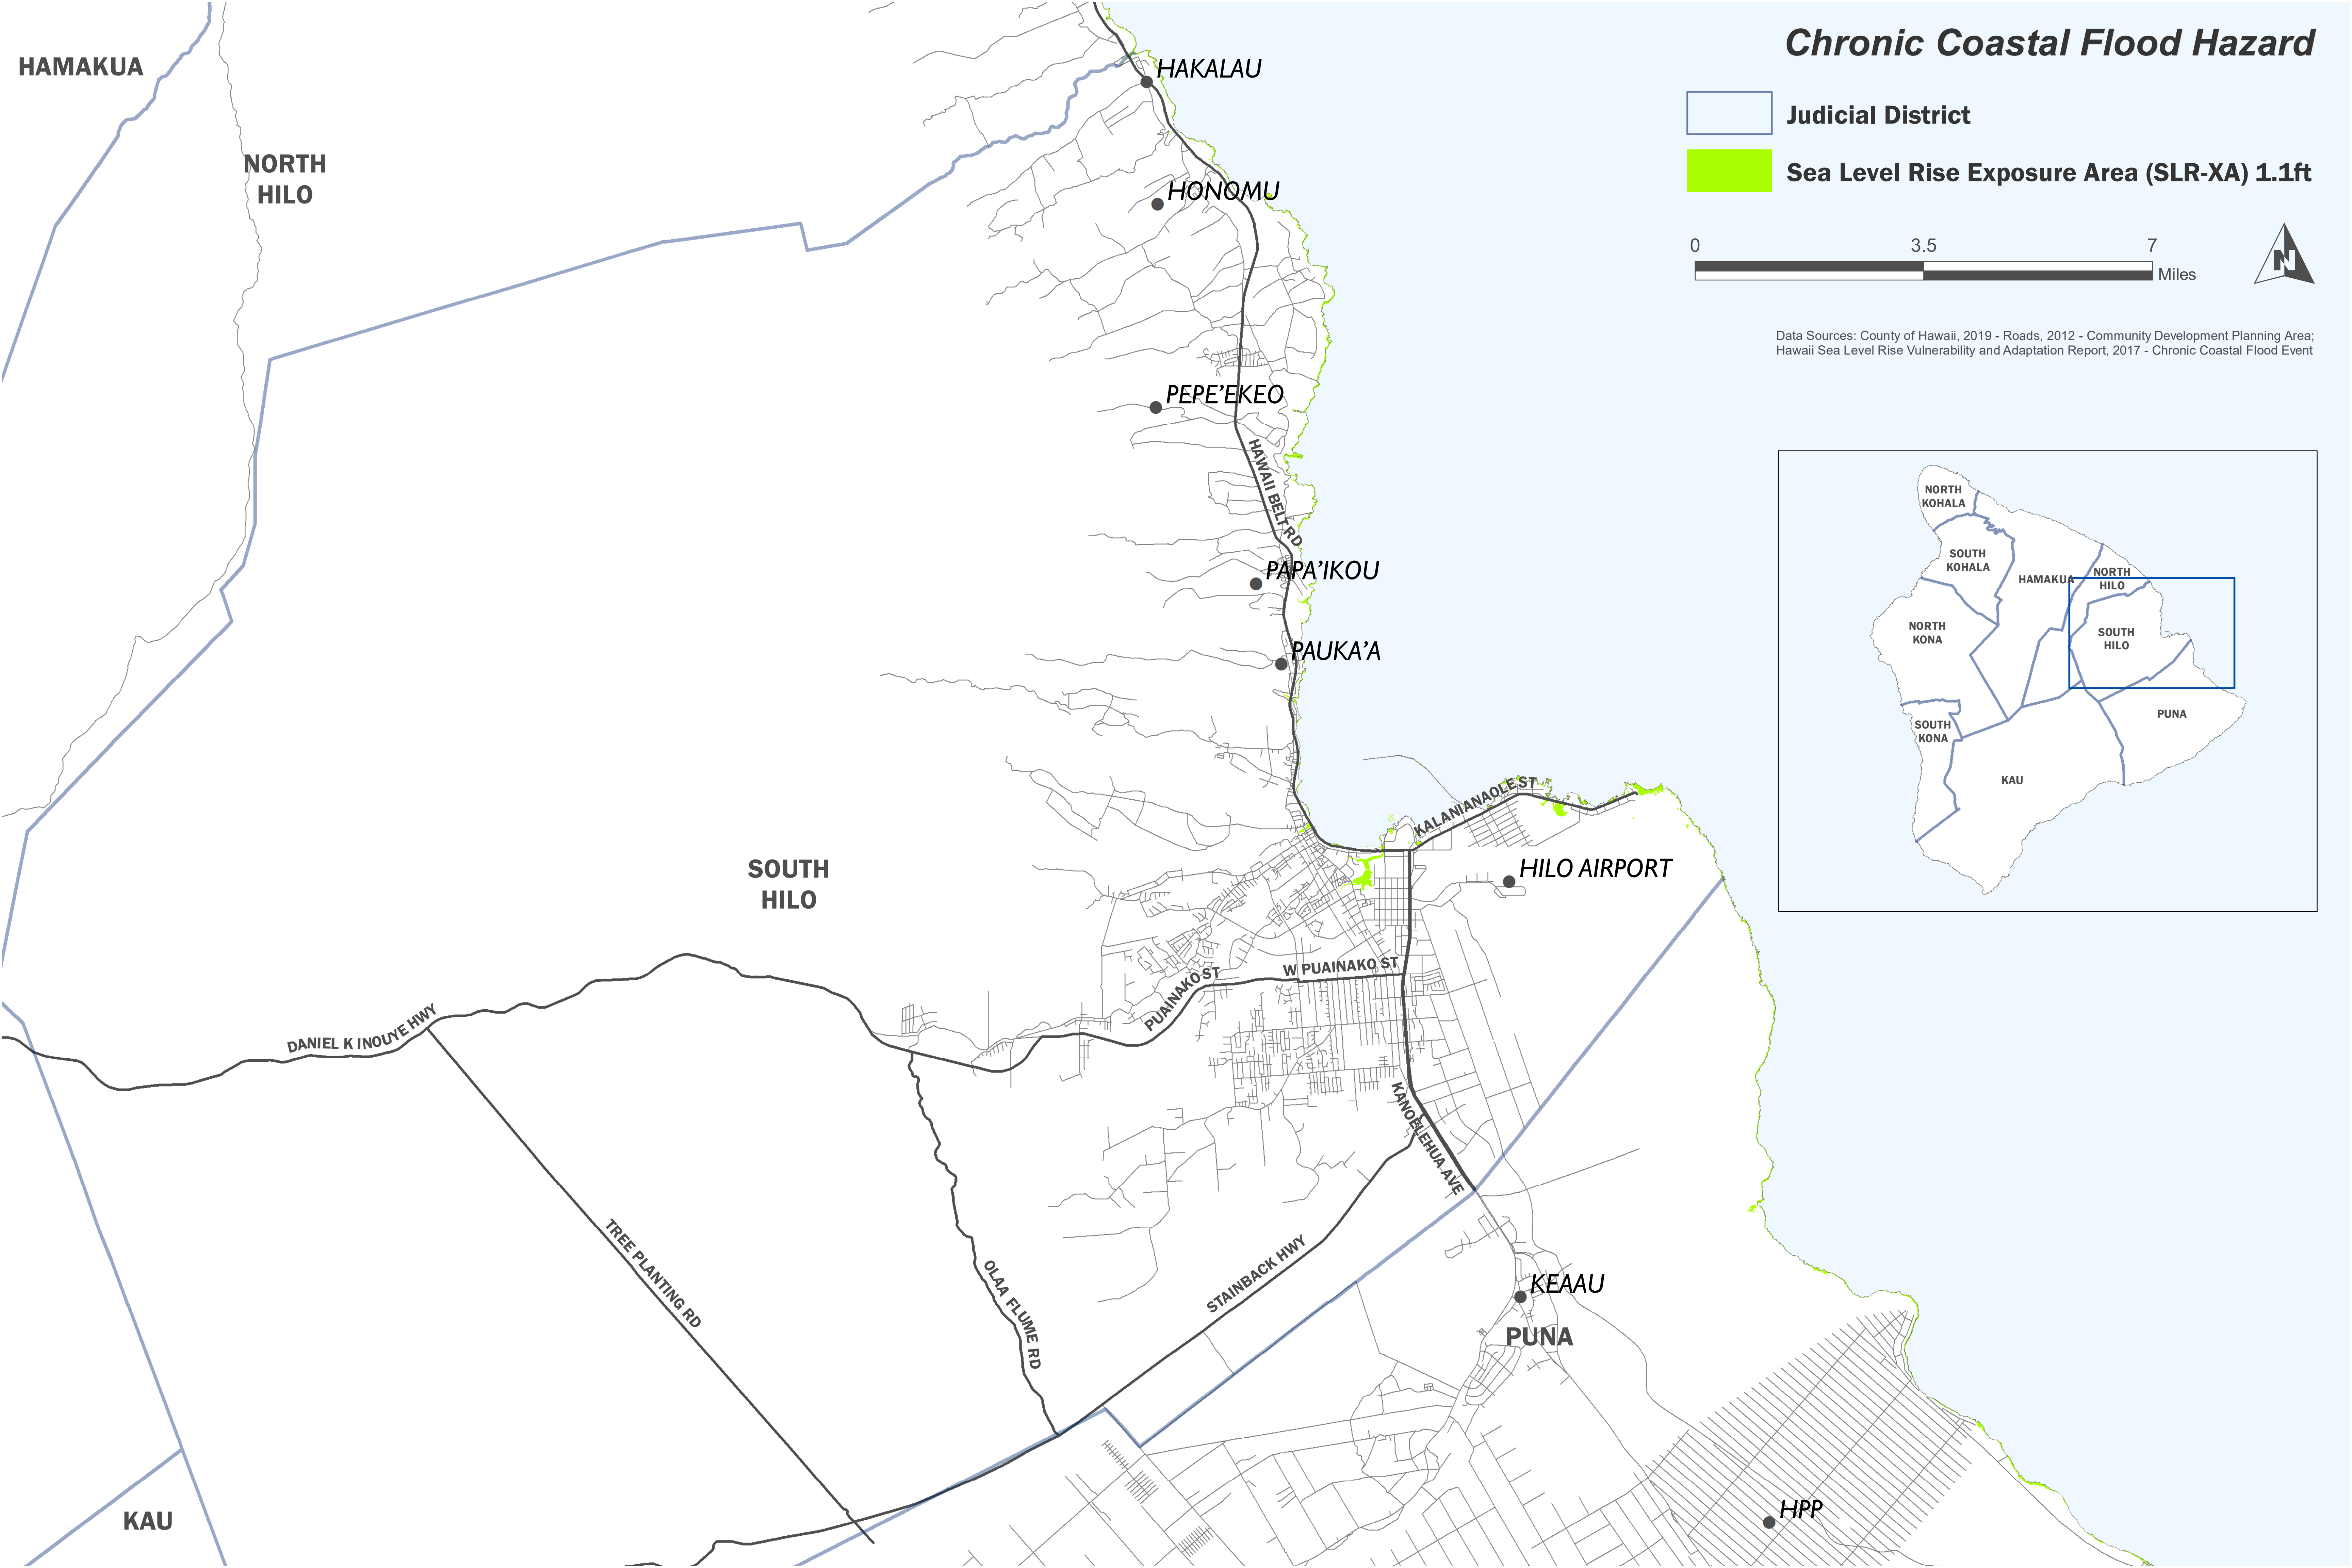 Chronic Coastal Flood Hazard
Judicial District
Sea Level Rise Exposure Area (SLR-XA) 1.1ft
0 3.5 7
Miles
N
Data Sources: County of Hawaii, 2019 - Roads, 2012 - Community Development Planning Area;
Hawaii Sea Level Rise Vulnerability and Adaptation Report, 2017 - Chronic Coastal Flood Event
HAMAKUA
NORTH
HILO
HAKALAU
HONOMU
PEPE'EKEO
HAWAII BELT RD
PAPA'IKOU
PAUKA'A
KALANIANAOLE ST
HILO AIRPORT
SOUTH
HILO
W PUAINAKO ST
PUAINAKO ST
DANIEL K INOUYE HWY
KANOELEHUA AVE
TREE PLANTING RD
OLAA FLUME RD
STAINBACK HWY
KEAAU
PUNA
HPP
KAU
NORTH
KOHALA
SOUTH
KOHALA
HAMAKUA
NORTH
HILO
NORTH
KONA
SOUTH
HILO
SOUTH
KONA
PUNA
KAU